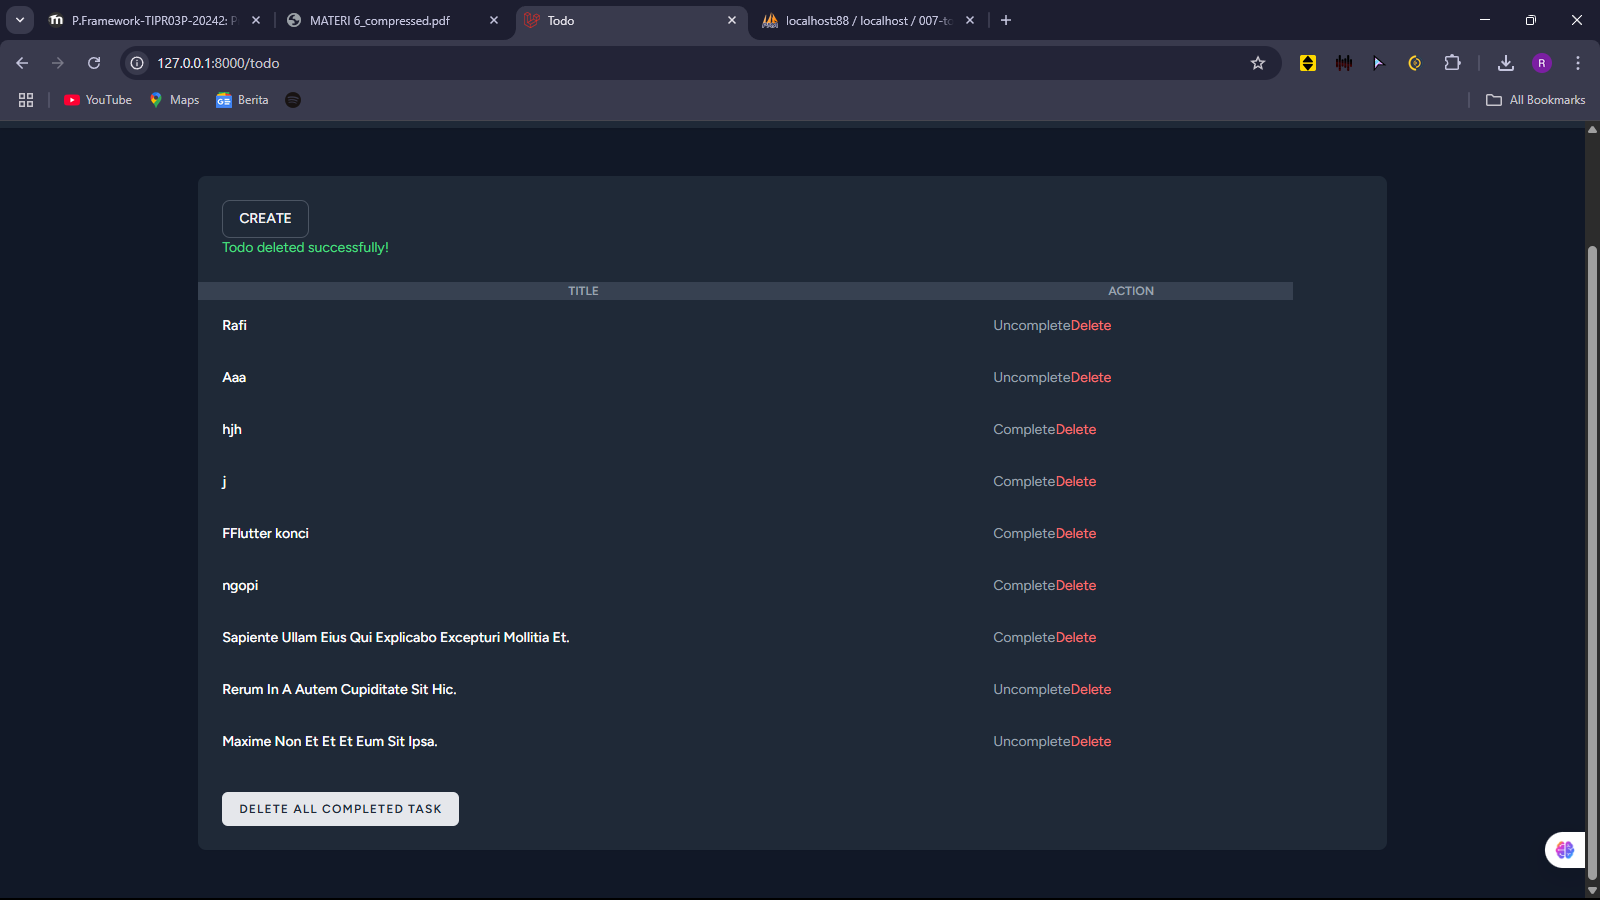 P.Framework-TIPR03P-20242: P
MATERI 6_compressed.pdf
Todo
localhost:88 / localhost / 007-to
127.0.0.1:8000/todo
R
YouTube
Maps
Berita
All Bookmarks
CREATE
Todo deleted successfully!
TITLE ACTION
Rafi UncompleteDelete
Aaa UncompleteDelete
hjh CompleteDelete
j CompleteDelete
FFlutter konci CompleteDelete
ngopi CompleteDelete
Sapiente Ullam Eius Qui Explicabo Excepturi Mollitia Et. CompleteDelete
Rerum In A Autem Cupiditate Sit Hic. UncompleteDelete
Maxime Non Et Et Et Eum Sit Ipsa. UncompleteDelete
DELETE ALL COMPLETED TASK